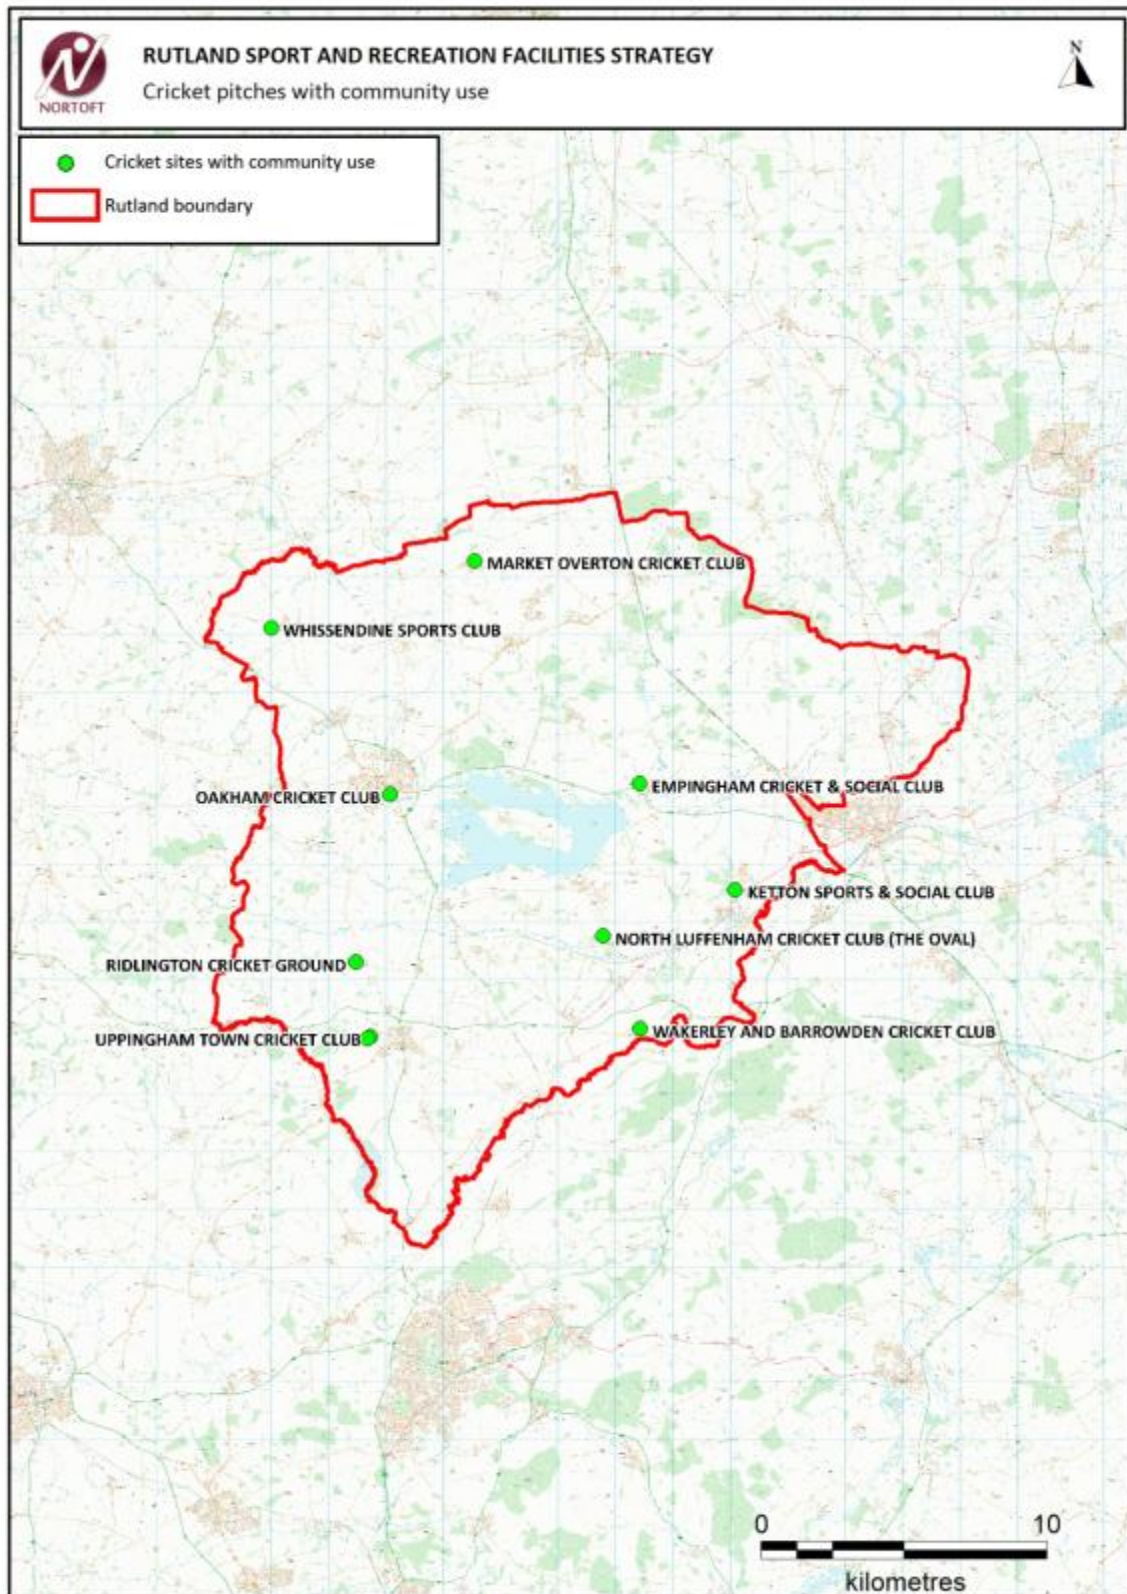 RUTLAND SPORT AND RECREATION FACILITIES STRATEGY
Cricket pitches with community use
NORTOFT
N
Cricket sites with community use
Rutland boundary
MARKET OVERTON CRICKET CLUB
WHISSENDINE SPORTS CLUB
OAKHAM CRICKET CLUB
EMPINGHAM CRICKET & SOCIAL CLUB
KETTON SPORTS & SOCIAL CLUB
NORTH LUFFENHAM CRICKET CLUB (THE OVAL)
RIDLINGTON CRICKET GROUND
UPPINGHAM TOWN CRICKET CLUB
WAKERLEY AND BARROWDEN CRICKET CLUB
0 10
kilometres